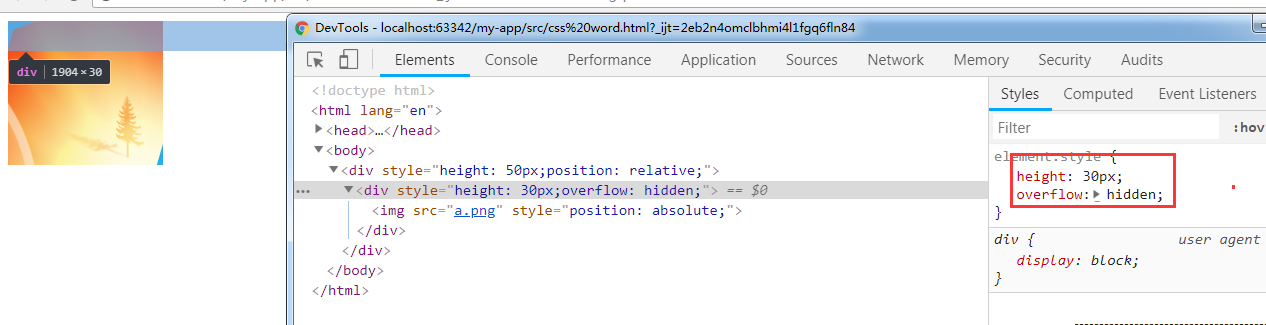 DevTools - localhost:63342/my-app/src/css%20word.html?_ijt=2eb2n4omclbhmi4l1fgq6fln84
Elements Console Performance Application Sources Network Memory Security Audits
div 1904×30
<!doctype html>
<html lang="en">
<head>…</head>
<body>
<div style="height: 50px;position: relative;">
<div style="height: 30px;overflow: hidden;"> == $0
<img src="a.png" style="position: absolute;">
</div>
</div>
</body>
</html>
Styles Computed Event Listeners
Filter :hov
element.style {
height: 30px;
overflow: hidden;
}
div { user agent
display: block;
}